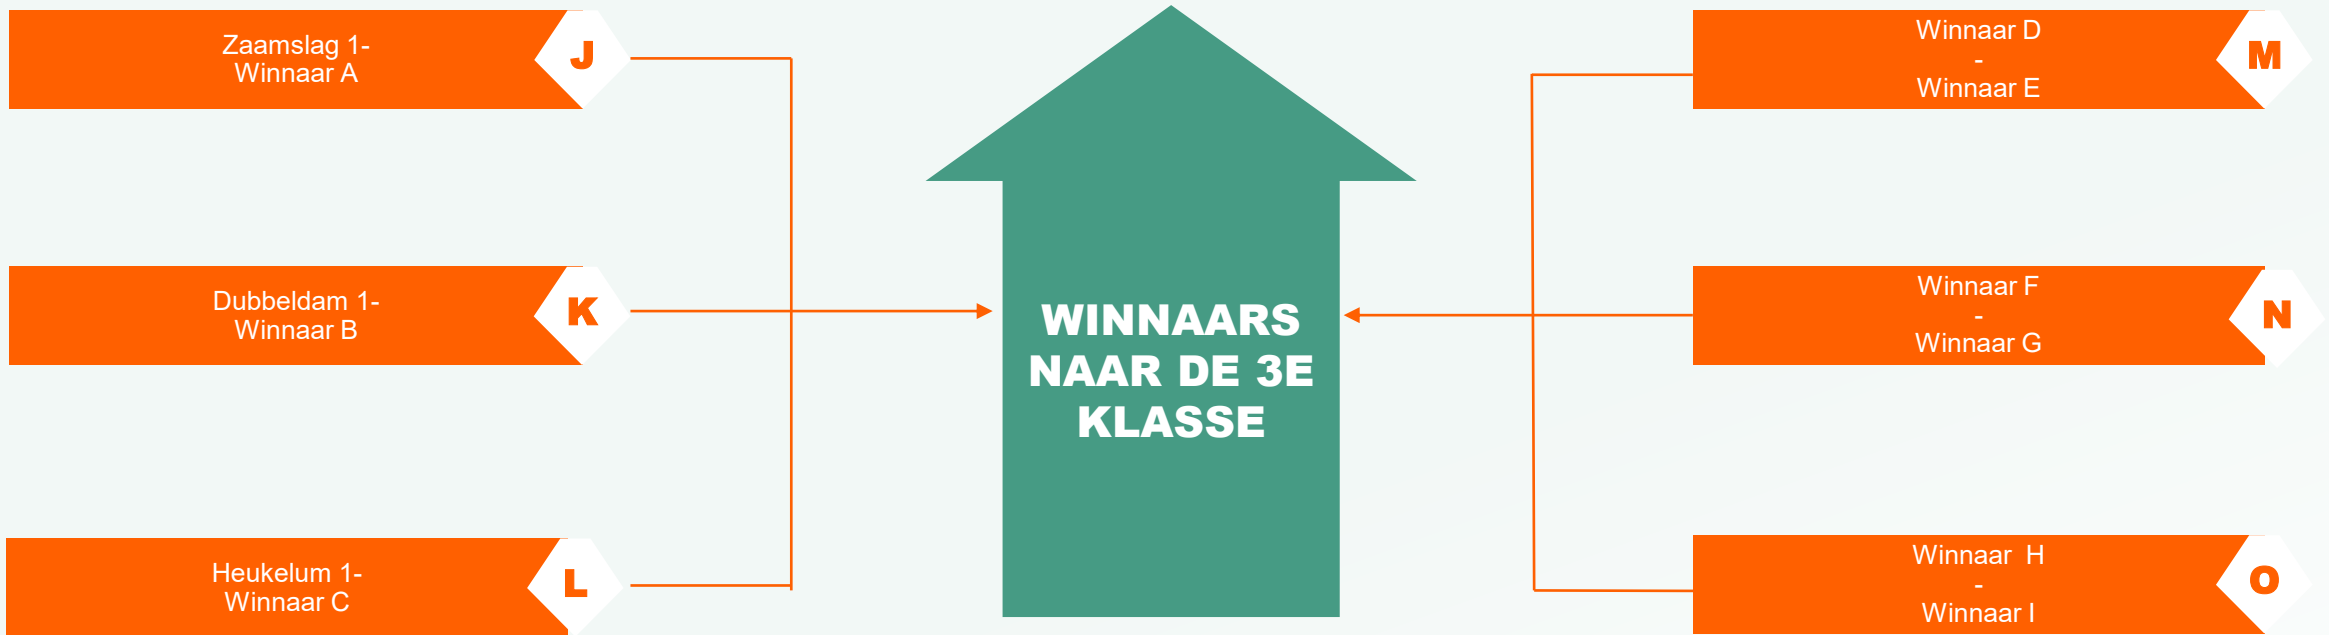 Zaamslag 1-
Winnaar A
J
Dubbeldam 1-
Winnaar B
K
Heukelum 1-
Winnaar C
L
WINNAARS
NAAR DE 3E
KLASSE
Winnaar D
-
Winnaar E
M
Winnaar F
-
Winnaar G
N
Winnaar H
-
Winnaar I
O